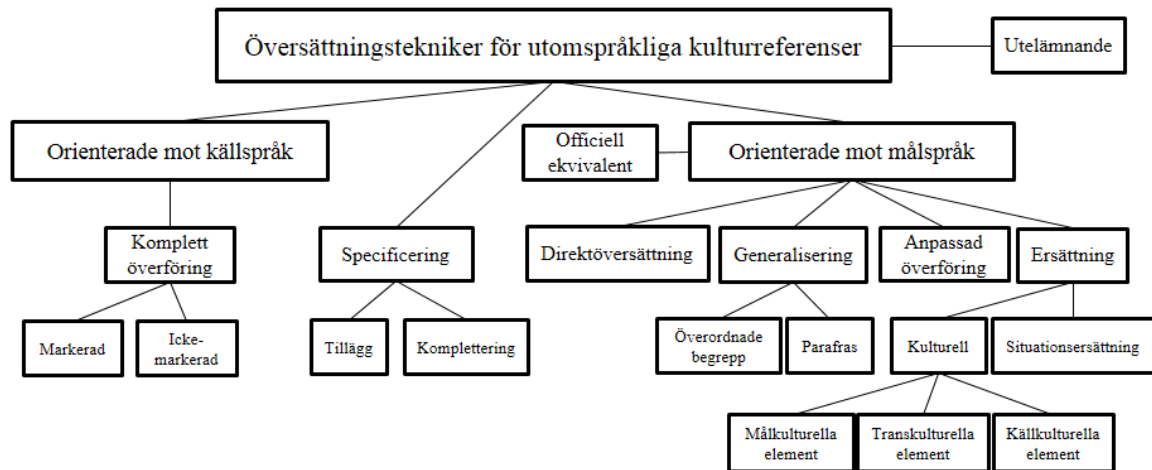 Översättningstekniker för utomspråkliga kulturreferenser
Utelämnande
Orienterade mot källspråk
Officiell
ekvivalent
Orienterade mot målspråk
Komplett
överföring
Specificering
Direktöversättning
Generalisering
Anpassad
överföring
Ersättning
Markerad
Icke-
markerad
Tillägg
Komplettering
Överordnade
begrepp
Parafras
Kulturell
Situationsersättning
Målkulturella
element
Transkulturella
element
Källkulturella
element